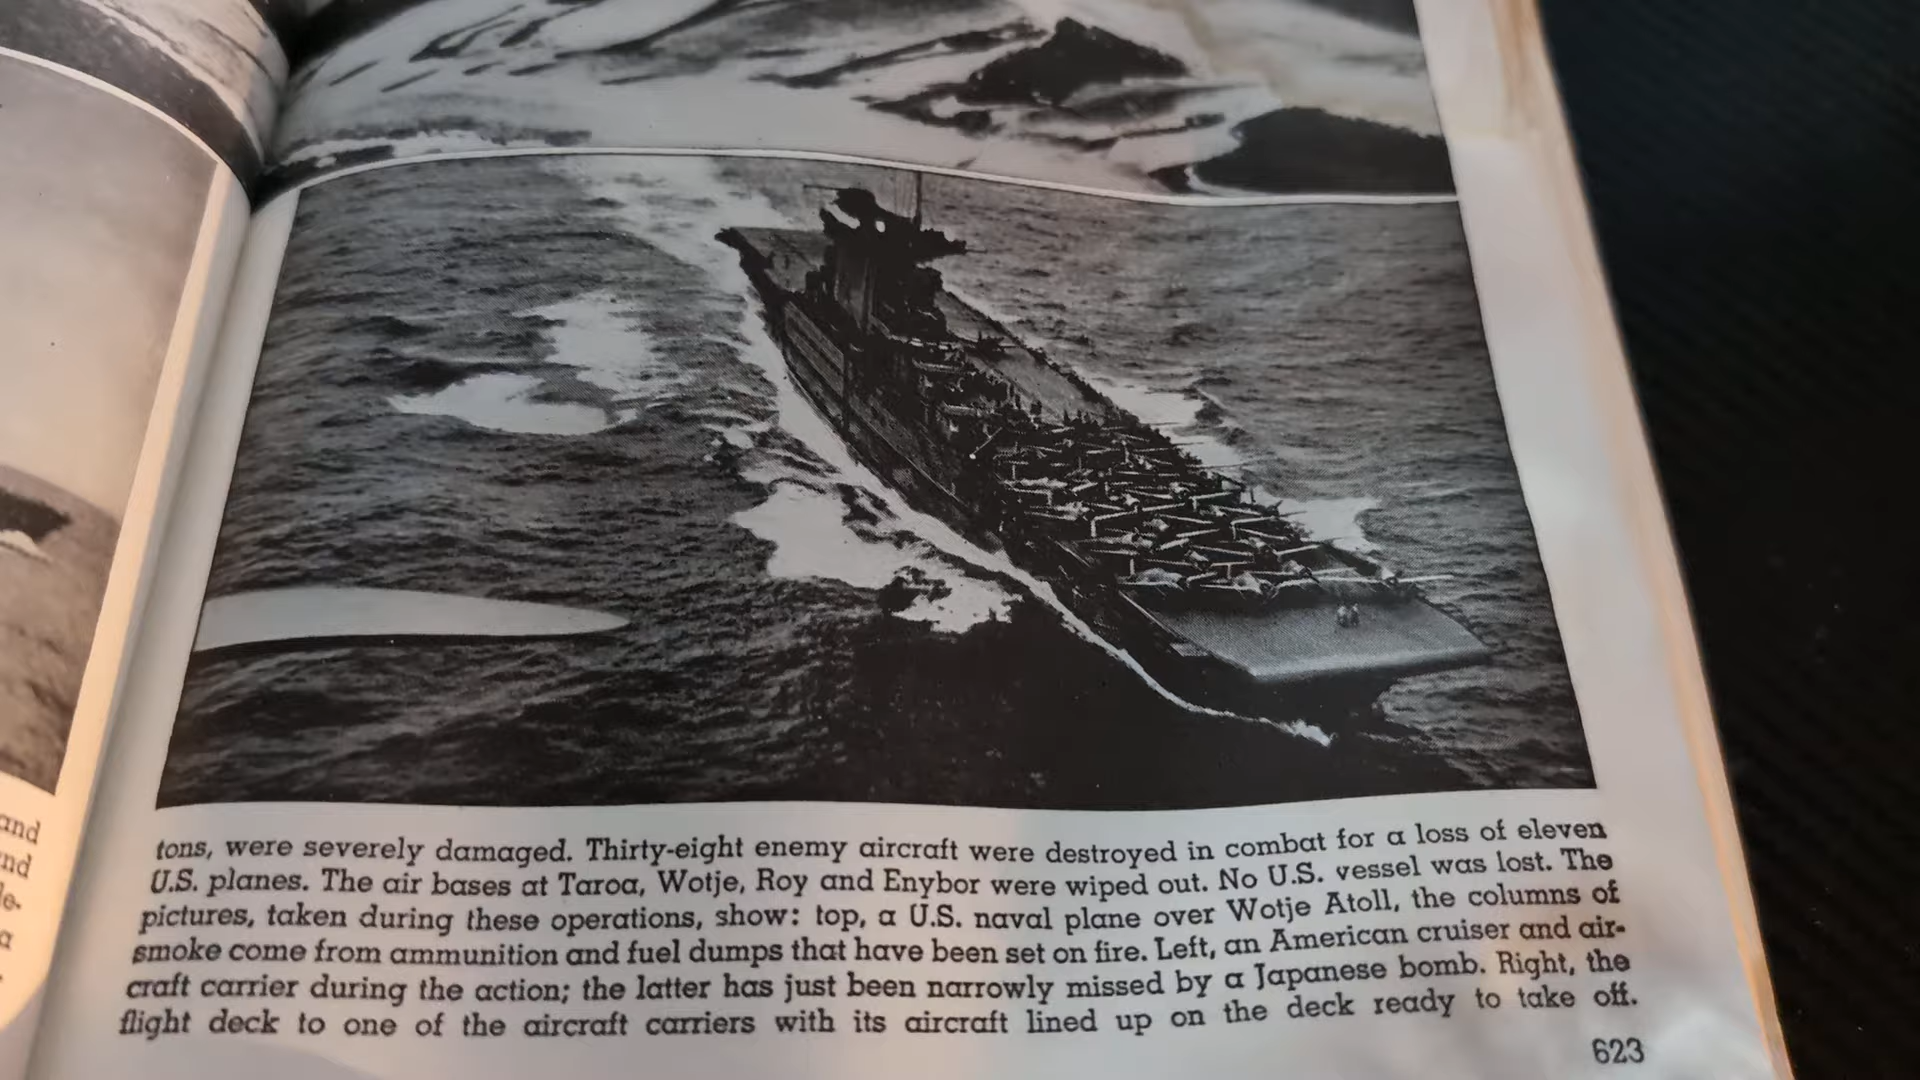 and
nd
le-
a
tons, were severely damaged. Thirty-eight enemy aircraft were destroyed in combat for a loss of eleven
U.S. planes. The air bases at Taroa, Wotje, Roy and Enybor were wiped out. No U.S. vessel was lost. The
pictures, taken during these operations, show: top, a U.S. naval plane over Wotje Atoll, the columns of
smoke come from ammunition and fuel dumps that have been set on fire. Left, an American cruiser and air-
craft carrier during the action; the latter has just been narrowly missed by a Japanese bomb. Right, the
flight deck to one of the aircraft carriers with its aircraft lined up on the deck ready to take off.
623